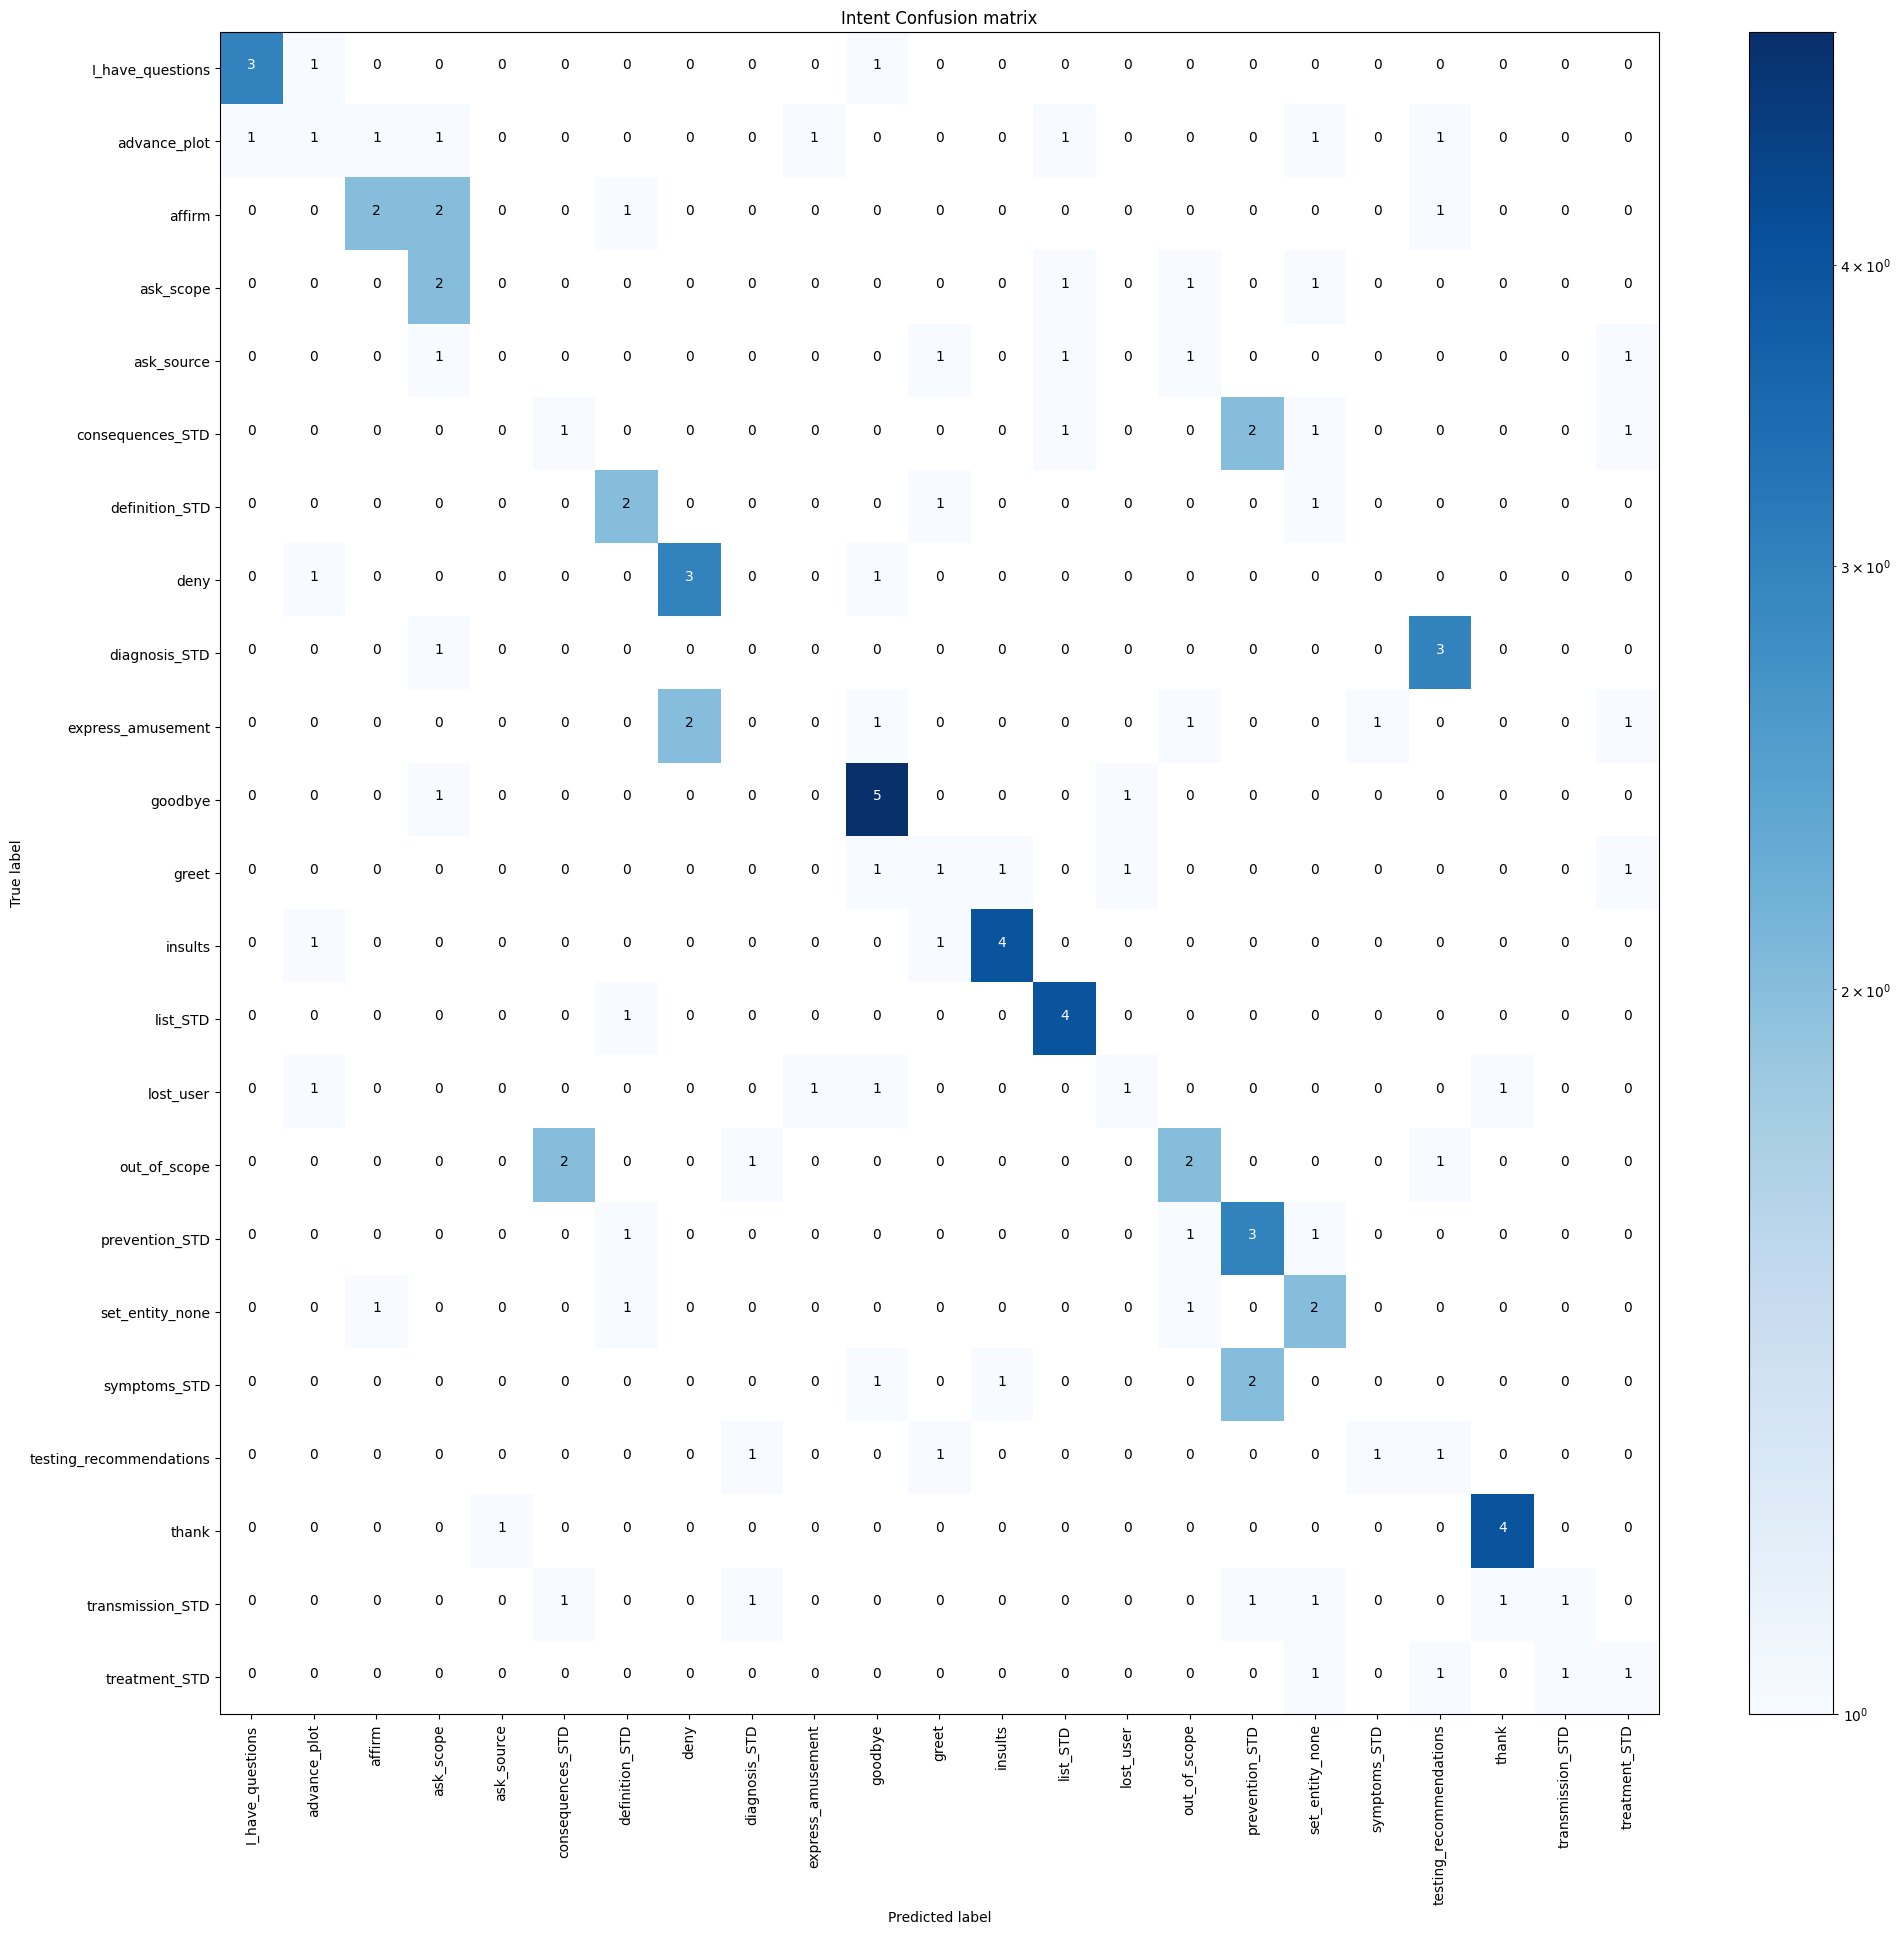 Intent Confusion matrix
I_have_questions 3 1 0 0 0 0 0 0 0 0 1 0 0 0 0 0 0 0 0 0 0 0 0
advance_plot 1 1 1 1 0 0 0 0 0 1 0 0 0 1 0 0 0 1 0 1 0 0 0
affirm 0 0 2 2 0 0 1 0 0 0 0 0 0 0 0 0 0 0 0 1 0 0 0
ask_scope 0 0 0 2 0 0 0 0 0 0 0 0 0 1 0 1 0 1 0 0 0 0 0
ask_source 0 0 0 1 0 0 0 0 0 0 0 1 0 1 0 1 0 0 0 0 0 0 1
consequences_STD 0 0 0 0 0 1 0 0 0 0 0 0 0 1 0 0 2 1 0 0 0 0 1
definition_STD 0 0 0 0 0 0 2 0 0 0 0 1 0 0 0 0 0 1 0 0 0 0 0
deny 0 1 0 0 0 0 0 3 0 0 1 0 0 0 0 0 0 0 0 0 0 0 0
diagnosis_STD 0 0 0 1 0 0 0 0 0 0 0 0 0 0 0 0 0 0 0 3 0 0 0
express_amusement 0 0 0 0 0 0 0 2 0 0 1 0 0 0 0 1 0 0 1 0 0 0 1
goodbye 0 0 0 1 0 0 0 0 0 0 5 0 0 0 1 0 0 0 0 0 0 0 0
greet 0 0 0 0 0 0 0 0 0 0 1 1 1 0 1 0 0 0 0 0 0 0 1
insults 0 1 0 0 0 0 0 0 0 0 0 1 4 0 0 0 0 0 0 0 0 0 0
list_STD 0 0 0 0 0 0 1 0 0 0 0 0 0 4 0 0 0 0 0 0 0 0 0
lost_user 0 1 0 0 0 0 0 0 0 1 1 0 0 0 1 0 0 0 0 0 1 0 0
out_of_scope 0 0 0 0 0 2 0 0 1 0 0 0 0 0 0 2 0 0 0 1 0 0 0
prevention_STD 0 0 0 0 0 0 1 0 0 0 0 0 0 0 0 1 3 1 0 0 0 0 0
set_entity_none 0 0 1 0 0 0 1 0 0 0 0 0 0 0 0 1 0 2 0 0 0 0 0
symptoms_STD 0 0 0 0 0 0 0 0 0 0 1 0 1 0 0 0 2 0 0 0 0 0 0
testing_recommendations 0 0 0 0 0 0 0 0 1 0 0 1 0 0 0 0 0 0 1 1 0 0 0
thank 0 0 0 0 1 0 0 0 0 0 0 0 0 0 0 0 0 0 0 0 4 0 0
transmission_STD 0 0 0 0 0 1 0 0 1 0 0 0 0 0 0 0 1 1 0 0 1 1 0
treatment_STD 0 0 0 0 0 0 0 0 0 0 0 0 0 0 0 0 0 1 0 1 0 1 1
True label
I_have_questions
advance_plot
affirm
ask_scope
ask_source
consequences_STD
definition_STD
deny
diagnosis_STD
express_amusement
goodbye
greet
insults
list_STD
lost_user
out_of_scope
prevention_STD
set_entity_none
symptoms_STD
testing_recommendations
thank
transmission_STD
treatment_STD
Predicted label
4 × 10⁰
3 × 10⁰
2 × 10⁰
10⁰